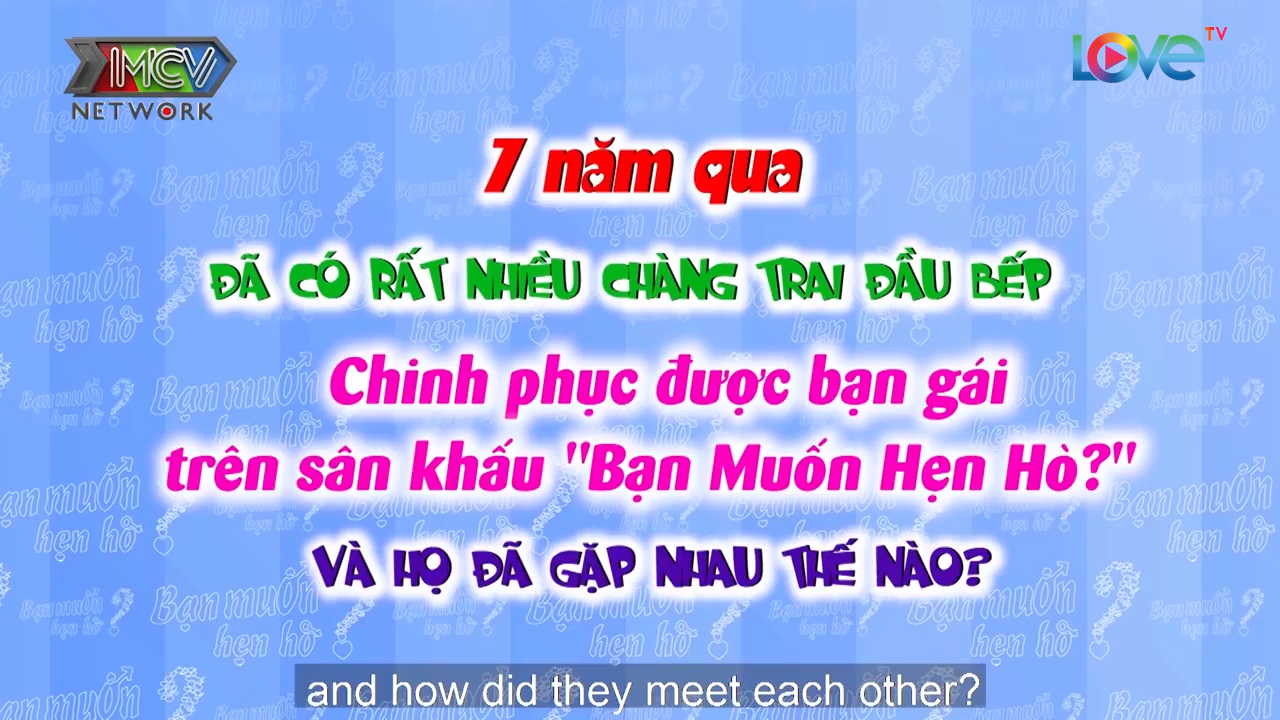 MCV
NETWORK
LOVE TV
7 năm qua
ĐÃ CÓ RẤT NHIỀU CHÀNG TRAI ĐẦU BẾP
Chinh phục được bạn gái
trên sân khấu "Bạn Muốn Hẹn Hò?"
VÀ HỌ ĐÃ GẶP NHAU THẾ NÀO?
and how did they meet each other?